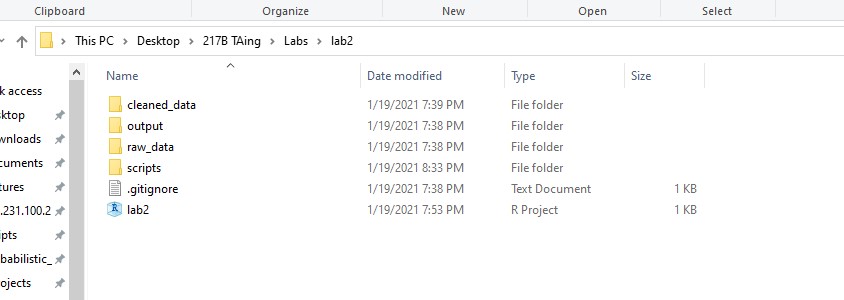 Clipboard Organize New Open Select
This PC > Desktop > 217B TAing > Labs > lab2
Name Date modified Type Size
k access
cleaned_data 1/19/2021 7:39 PM File folder
sktop
output 1/19/2021 7:38 PM File folder
wnloads
raw_data 1/19/2021 7:38 PM File folder
cuments
scripts 1/19/2021 8:33 PM File folder
tures
.gitignore 1/19/2021 7:38 PM Text Document 1 KB
.231.100.2
lab2 1/19/2021 7:53 PM R Project 1 KB
ipts
babilistic_
ojects